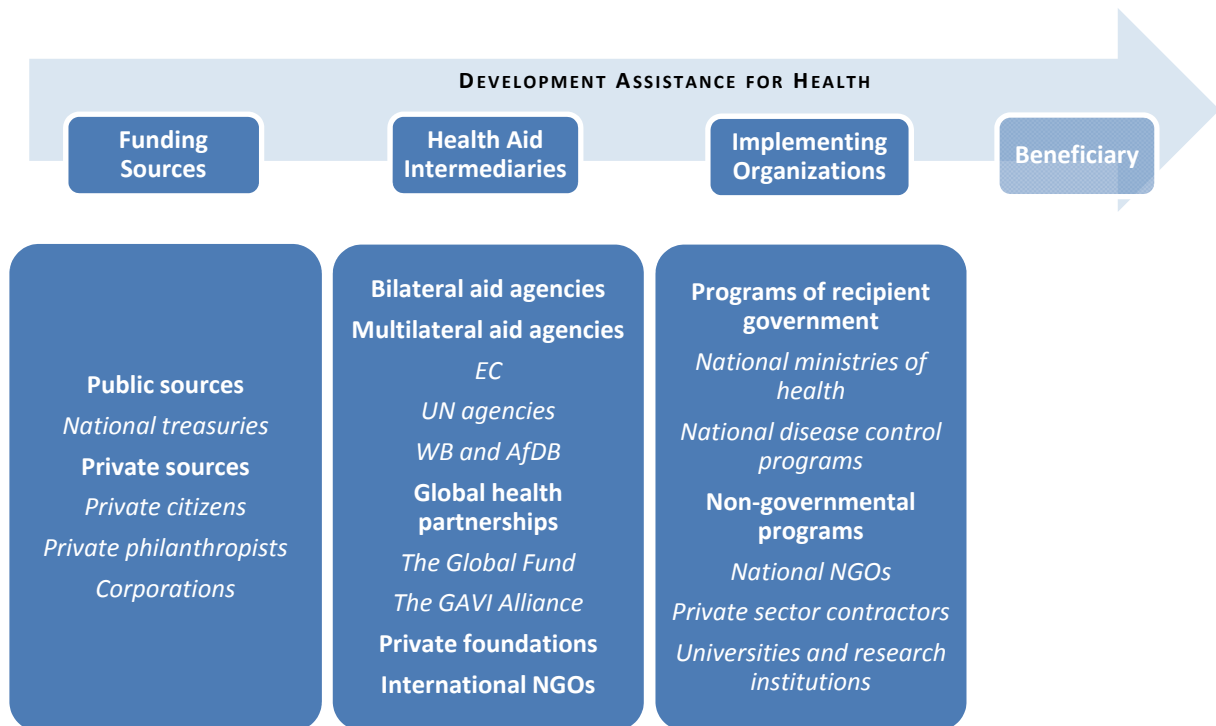 DEVELOPMENT ASSISTANCE FOR HEALTH
Funding
Sources
Health Aid
Intermediaries
Implementing
Organizations
Beneficiary
Public sources
National treasuries
Private sources
Private citizens
Private philanthropists
Corporations
Bilateral aid agencies
Multilateral aid agencies
EC
UN agencies
WB and AfDB
Global health
partnerships
The Global Fund
The GAVI Alliance
Private foundations
International NGOs
Programs of recipient
government
National ministries of
health
National disease control
programs
Non-governmental
programs
National NGOs
Private sector contractors
Universities and research
institutions